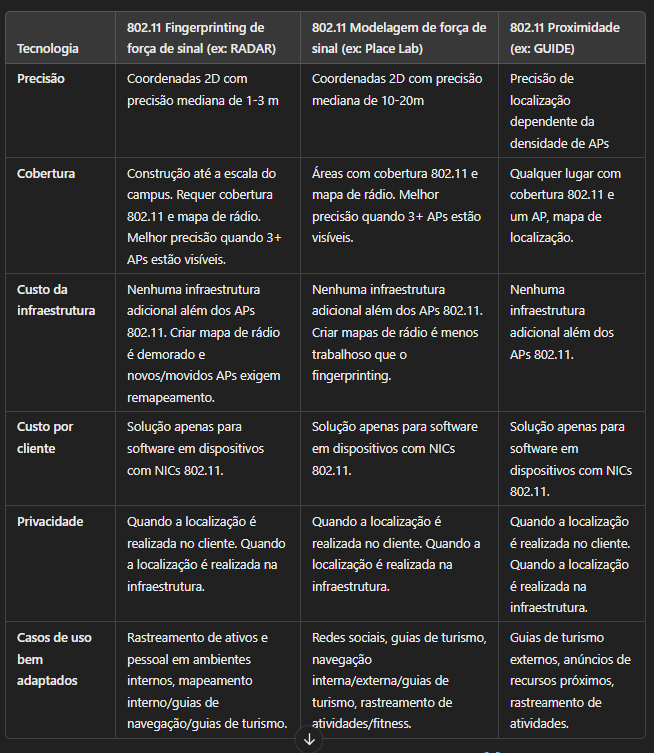 Tecnologia
802.11 Fingerprinting de
força de sinal (ex: RADAR)
802.11 Modelagem de força de
sinal (ex: Place Lab)
802.11 Proximidade
(ex: GUIDE)
Precisão
Coordenadas 2D com
precisão mediana de 1-3 m
Coordenadas 2D com precisão
mediana de 10-20m
Precisão de
localização
dependente da
densidade de APs
Cobertura
Construção até a escala do
campus. Requer cobertura
802.11 e mapa de rádio.
Melhor precisão quando 3+
APs estão visíveis.
Áreas com cobertura 802.11 e
mapa de rádio. Melhor
precisão quando 3+ APs estão
visíveis.
Qualquer lugar com
cobertura 802.11 e
um AP, mapa de
localização.
Custo da
infraestrutura
Nenhuma infraestrutura
adicional além dos APs
802.11. Criar mapa de rádio
é demorado e
novos/movidos APs exigem
remapeamento.
Nenhuma infraestrutura
adicional além dos APs 802.11.
Criar mapas de rádio é menos
trabalhoso que o
fingerprinting.
Nenhuma
infraestrutura
adicional além dos
APs 802.11.
Custo por
cliente
Solução apenas para
software em dispositivos
com NICs 802.11.
Solução apenas para software
em dispositivos com NICs
802.11.
Solução apenas para
software em
dispositivos com NICs
802.11.
Privacidade
Quando a localização é
realizada no cliente. Quando
a localização é realizada na
infraestrutura.
Quando a localização é
realizada no cliente. Quando a
localização é realizada na
infraestrutura.
Quando a localização
é realizada no cliente.
Quando a localização
é realizada na
infraestrutura.
Casos de uso
bem
adaptados
Rastreamento de ativos e
pessoal em ambientes
internos, mapeamento
interno/guias de
navegação/guias de turismo.
Redes sociais, guias de turismo,
navegação
interna/externa/guias de
turismo, rastreamento de
atividades/fitness.
Guias de turismo
externos, anúncios de
recursos próximos,
rastreamento de
atividades.